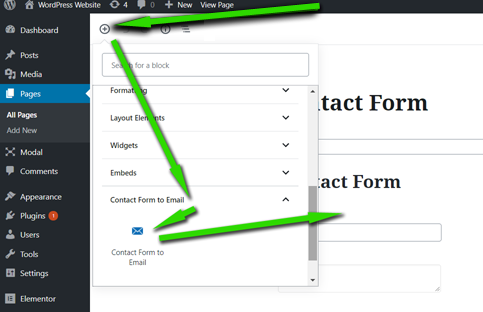 WordPress Website 4 0 + New View Page
Dashboard
Posts
Media
Pages
All Pages
Add New
Modal
Comments
Appearance
Plugins 1
Users
Tools
Settings
Elementor
Search for a block
Formatting
Layout Elements
Widgets
Embeds
Contact Form to Email
Contact Form to
Email
tact Form
tact Form